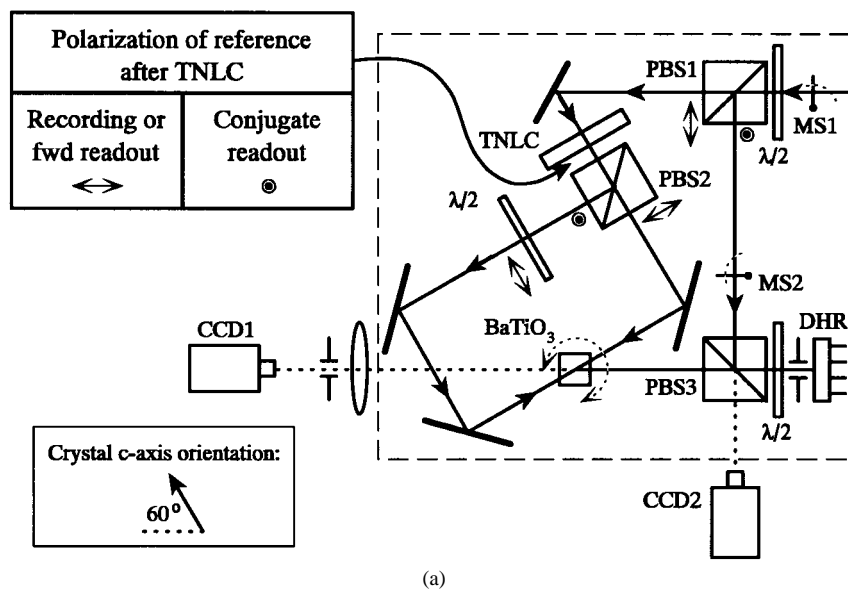 Polarization of reference
after TNLC
Recording or
fwd readout
Conjugate
readout
PBS1
MS1
λ/2
TNLC
PBS2
λ/2
MS2
DHR
BaTiO₃
CCD1
PBS3
λ/2
Crystal c-axis orientation:
60°
CCD2
(a)